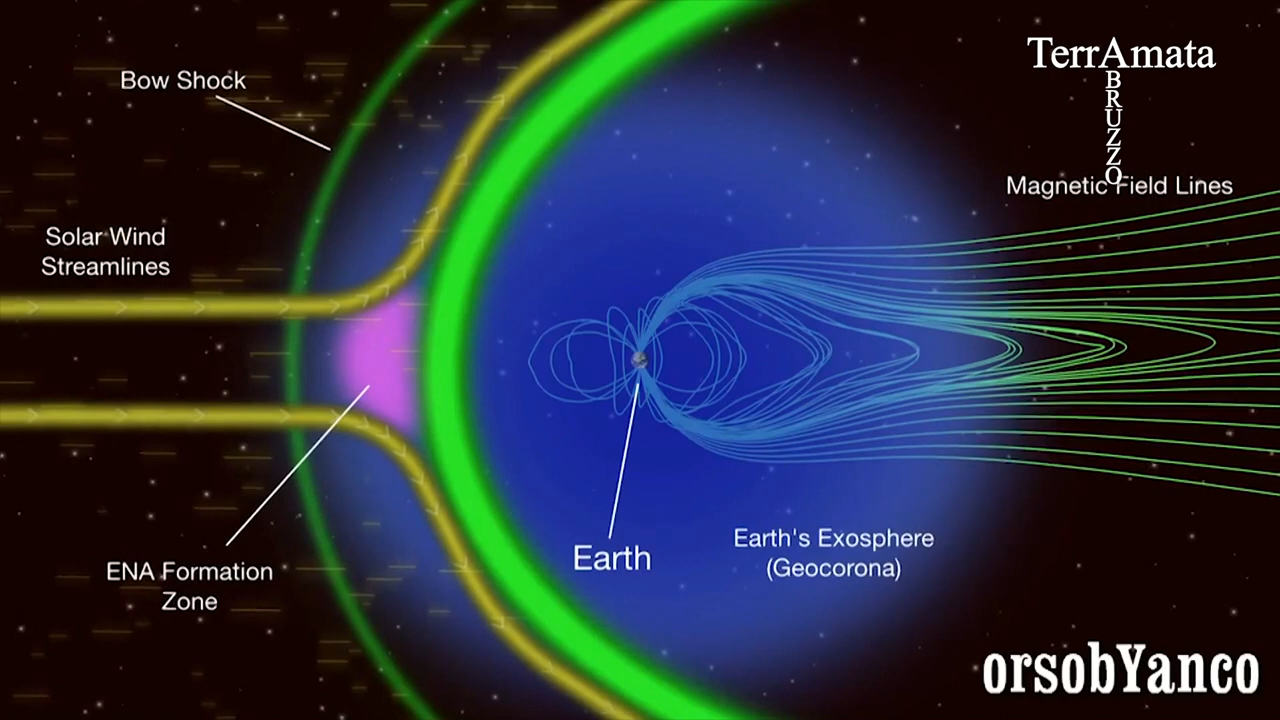 TerrAmata
BRUZZO
Bow Shock
Magnetic Field Lines
Solar Wind
Streamlines
Earth's Exosphere
(Geocorona)
Earth
ENA Formation
Zone
orsobYanco